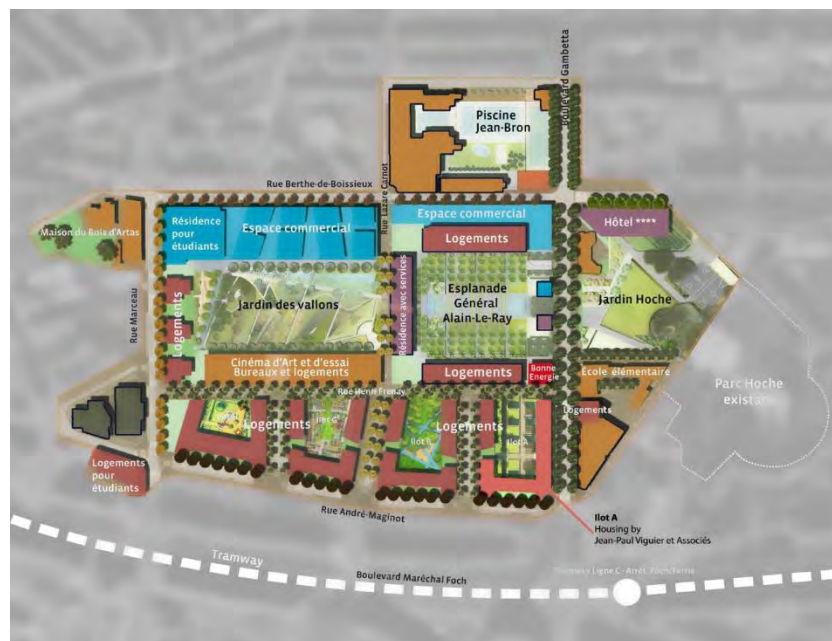 Boulevard Gambetta
Piscine
Jean-Bron
Rue Berthe-de-Boissieux
Rue Lazare Carnot
Maison du Bois d'Artas
Résidence
pour
étudiants
Espace commercial
Espace commercial
Hôtel ****
Logements
Rue Marceau
Logements
Jardin des vallons
Résidence avec services
Esplanade
Général
Alain-Le-Ray
Jardin Hoche
Cinéma d'Art et d'essai
Bureaux et logements
Logements
Bonne
Energie
Ecole élémentaire
Parc Hoche
existant
Rue Henri Frenay
Logements
Ilot C
Logements
Ilot B
Ilot A
Logements
Logements
pour
étudiants
Rue André-Maginot
Ilot A
Housing by
Jean-Paul Viguier et Associés
Tramway
Boulevard Maréchal Foch
Ligne C - Arrêt